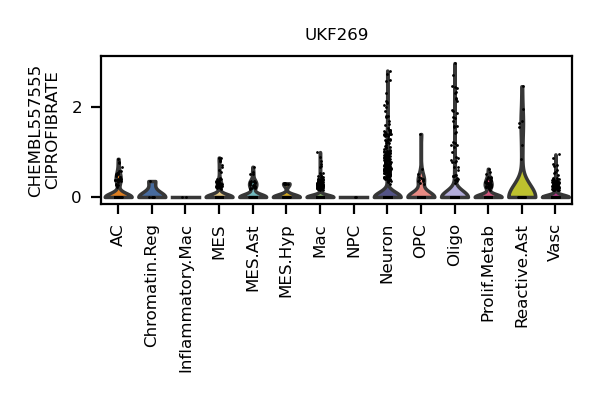 UKF269
CHEMBL557555
CIPROFIBRATE
2
0
AC
Chromatin.Reg
Inflammatory.Mac
MES
MES.Ast
MES.Hyp
Mac
NPC
Neuron
OPC
Oligo
Prolif.Metab
Reactive.Ast
Vasc